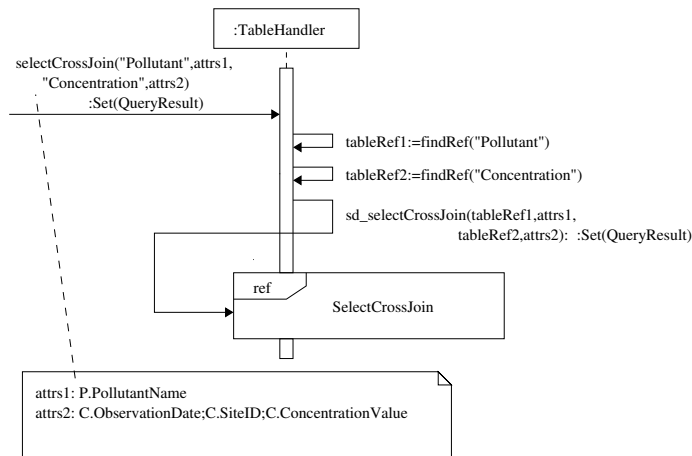 :TableHandler
selectCrossJoin("Pollutant",attrs1,
"Concentration",attrs2)
:Set(QueryResult)
tableRef1:=findRef("Pollutant")
tableRef2:=findRef("Concentration")
sd_selectCrossJoin(tableRef1,attrs1,
tableRef2,attrs2): :Set(QueryResult)
ref
SelectCrossJoin
attrs1: P.PollutantName
attrs2: C.ObservationDate;C.SiteID;C.ConcentrationValue